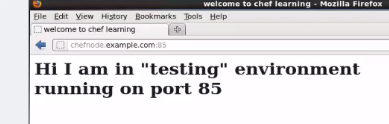 welcome to chef learning - Mozilla Firefox
File Edit View History Bookmarks Tools Help
welcome to chef learning
chefnode.example.com:85
Hi I am in "testing" environment
running on port 85